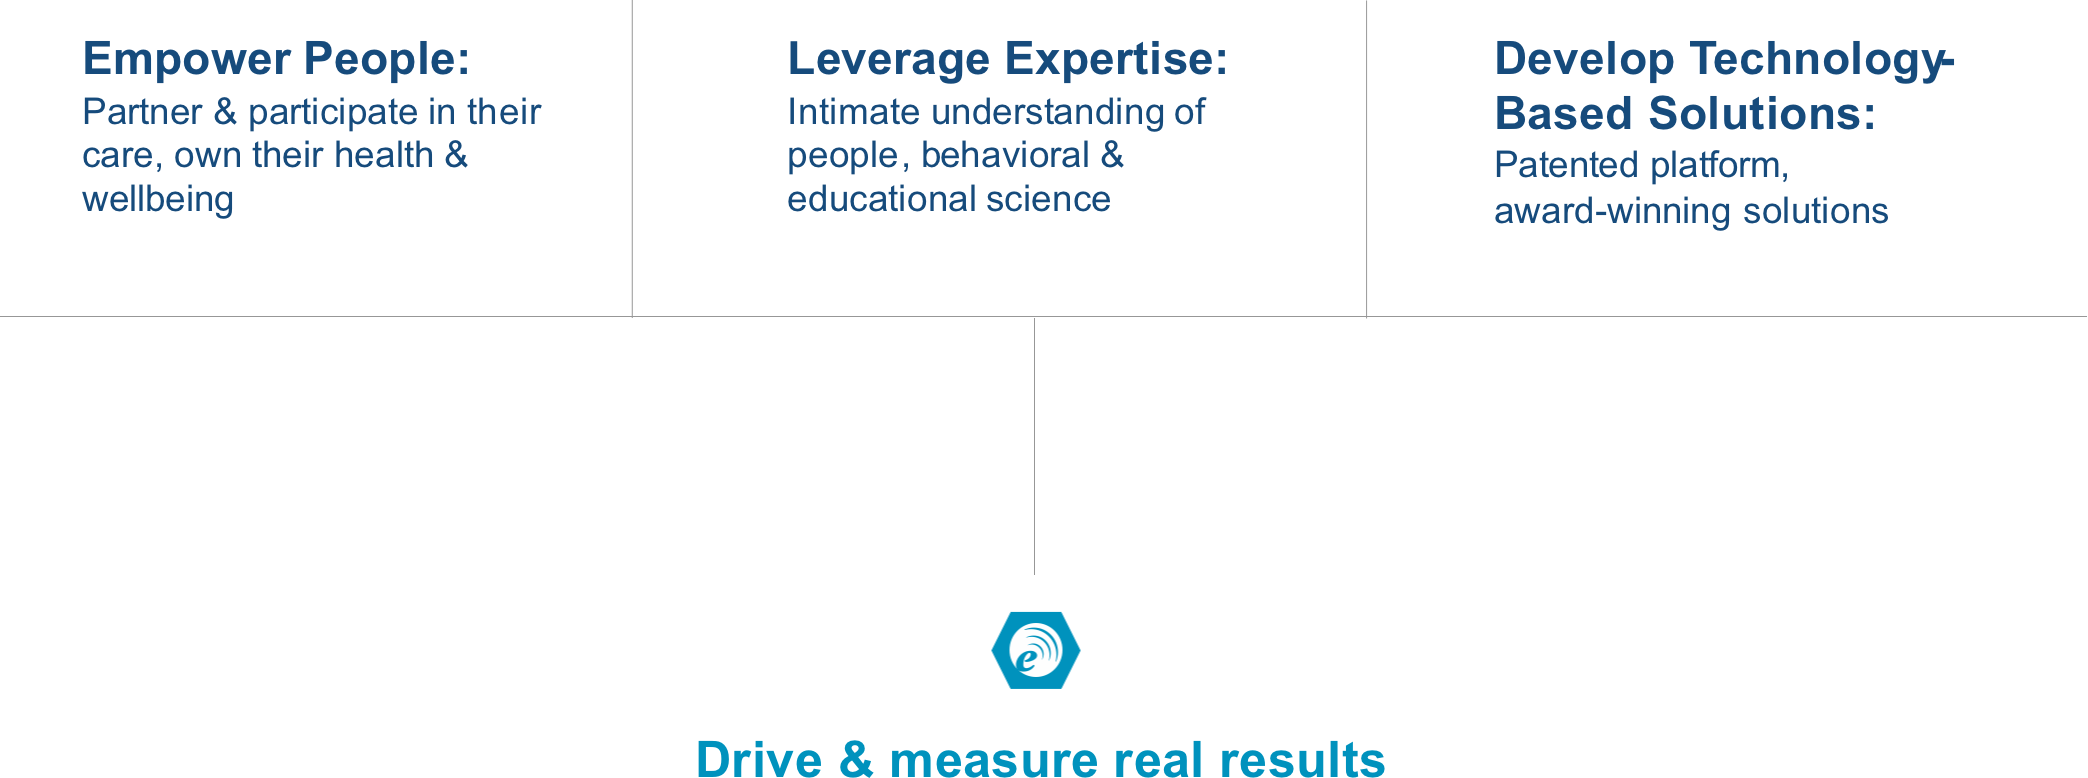 Empower People:
Partner & participate in their
care, own their health &
wellbeing
Leverage Expertise:
Intimate understanding of
people, behavioral &
educational science
Develop Technology-
Based Solutions:
Patented platform,
award-winning solutions
e
Drive & measure real results